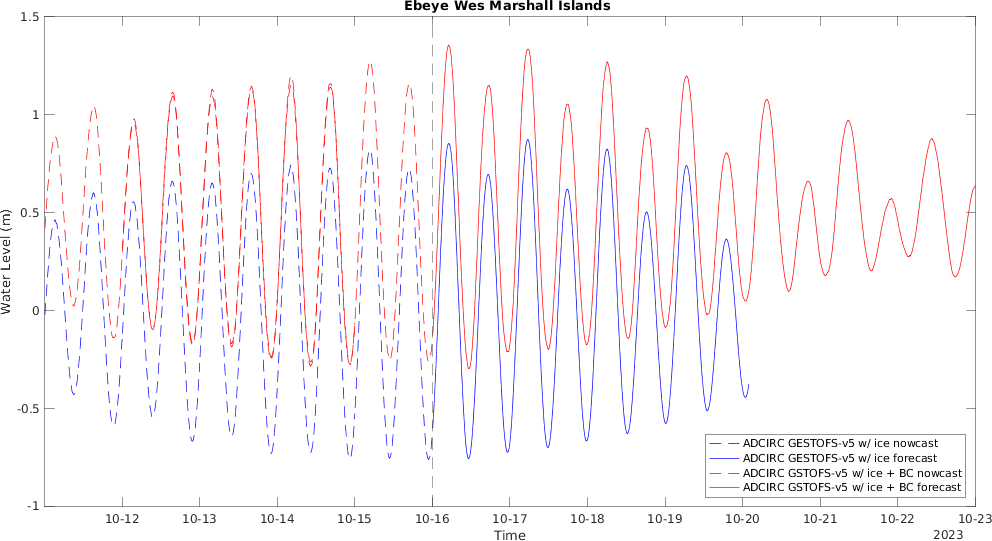 Ebeye Wes Marshall Islands
1.5
1
0.5
0
-0.5
-1
Water Level (m)
ADCIRC GESTOFS-v5 w/ ice nowcast
ADCIRC GESTOFS-v5 w/ ice forecast
ADCIRC GSTOFS-v5 w/ ice + BC nowcast
ADCIRC GSTOFS-v5 w/ ice + BC forecast
10-12 10-13 10-14 10-15 10-16 10-17 10-18 10-19 10-20 10-21 10-22 10-23
Time
2023